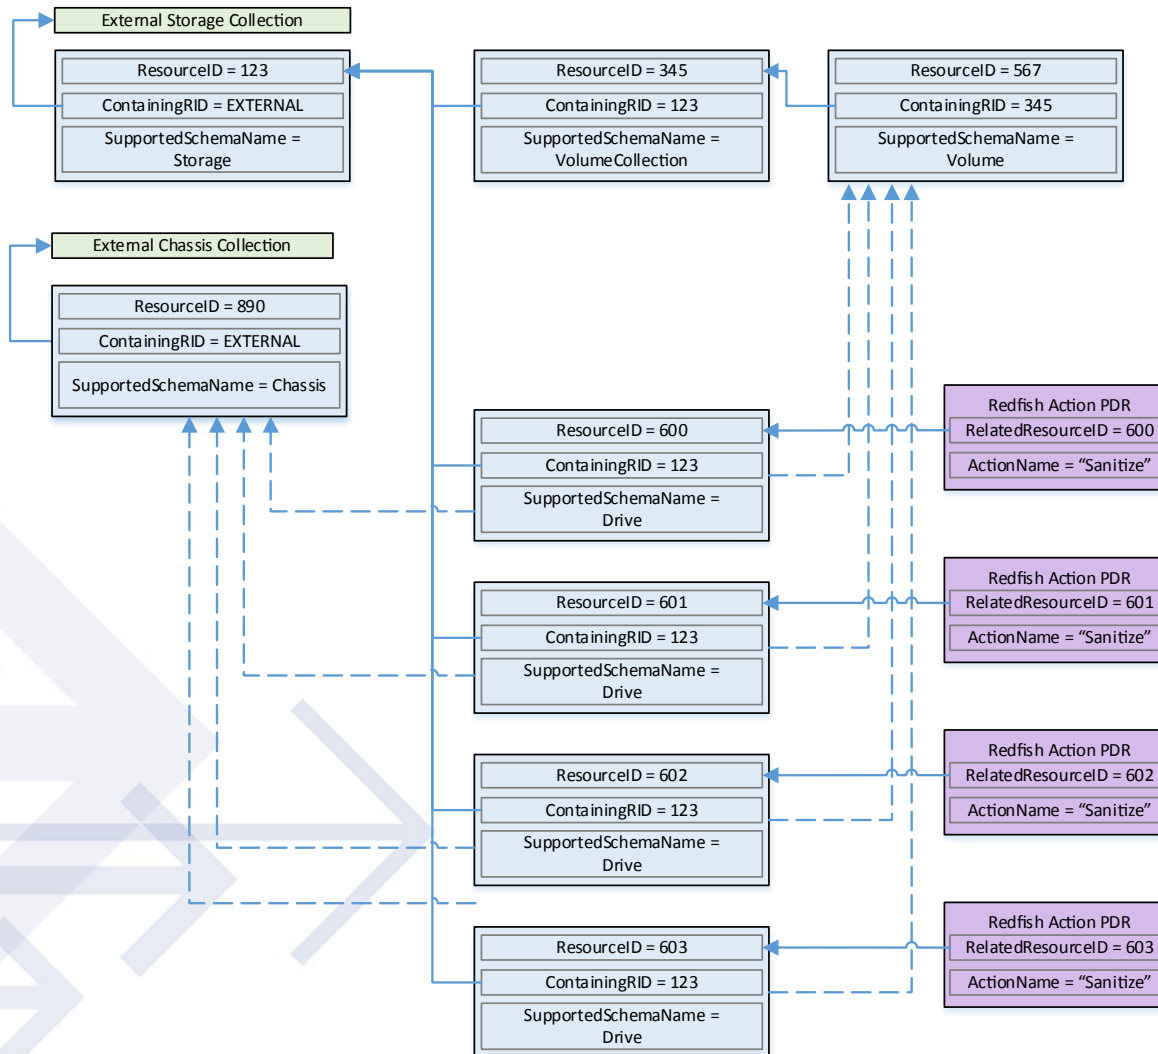 External Storage Collection
ResourceID = 123
ContainingRID = EXTERNAL
SupportedSchemaName =
Storage
ResourceID = 345
ContainingRID = 123
SupportedSchemaName =
VolumeCollection
ResourceID = 567
ContainingRID = 345
SupportedSchemaName =
Volume
External Chassis Collection
ResourceID = 890
ContainingRID = EXTERNAL
SupportedSchemaName = Chassis
ResourceID = 600
ContainingRID = 123
SupportedSchemaName =
Drive
Redfish Action PDR
RelatedResourceID = 600
ActionName = “Sanitize”
ResourceID = 601
ContainingRID = 123
SupportedSchemaName =
Drive
Redfish Action PDR
RelatedResourceID = 601
ActionName = “Sanitize”
ResourceID = 602
ContainingRID = 123
SupportedSchemaName =
Drive
Redfish Action PDR
RelatedResourceID = 602
ActionName = “Sanitize”
ResourceID = 603
ContainingRID = 123
SupportedSchemaName =
Drive
Redfish Action PDR
RelatedResourceID = 603
ActionName = “Sanitize”